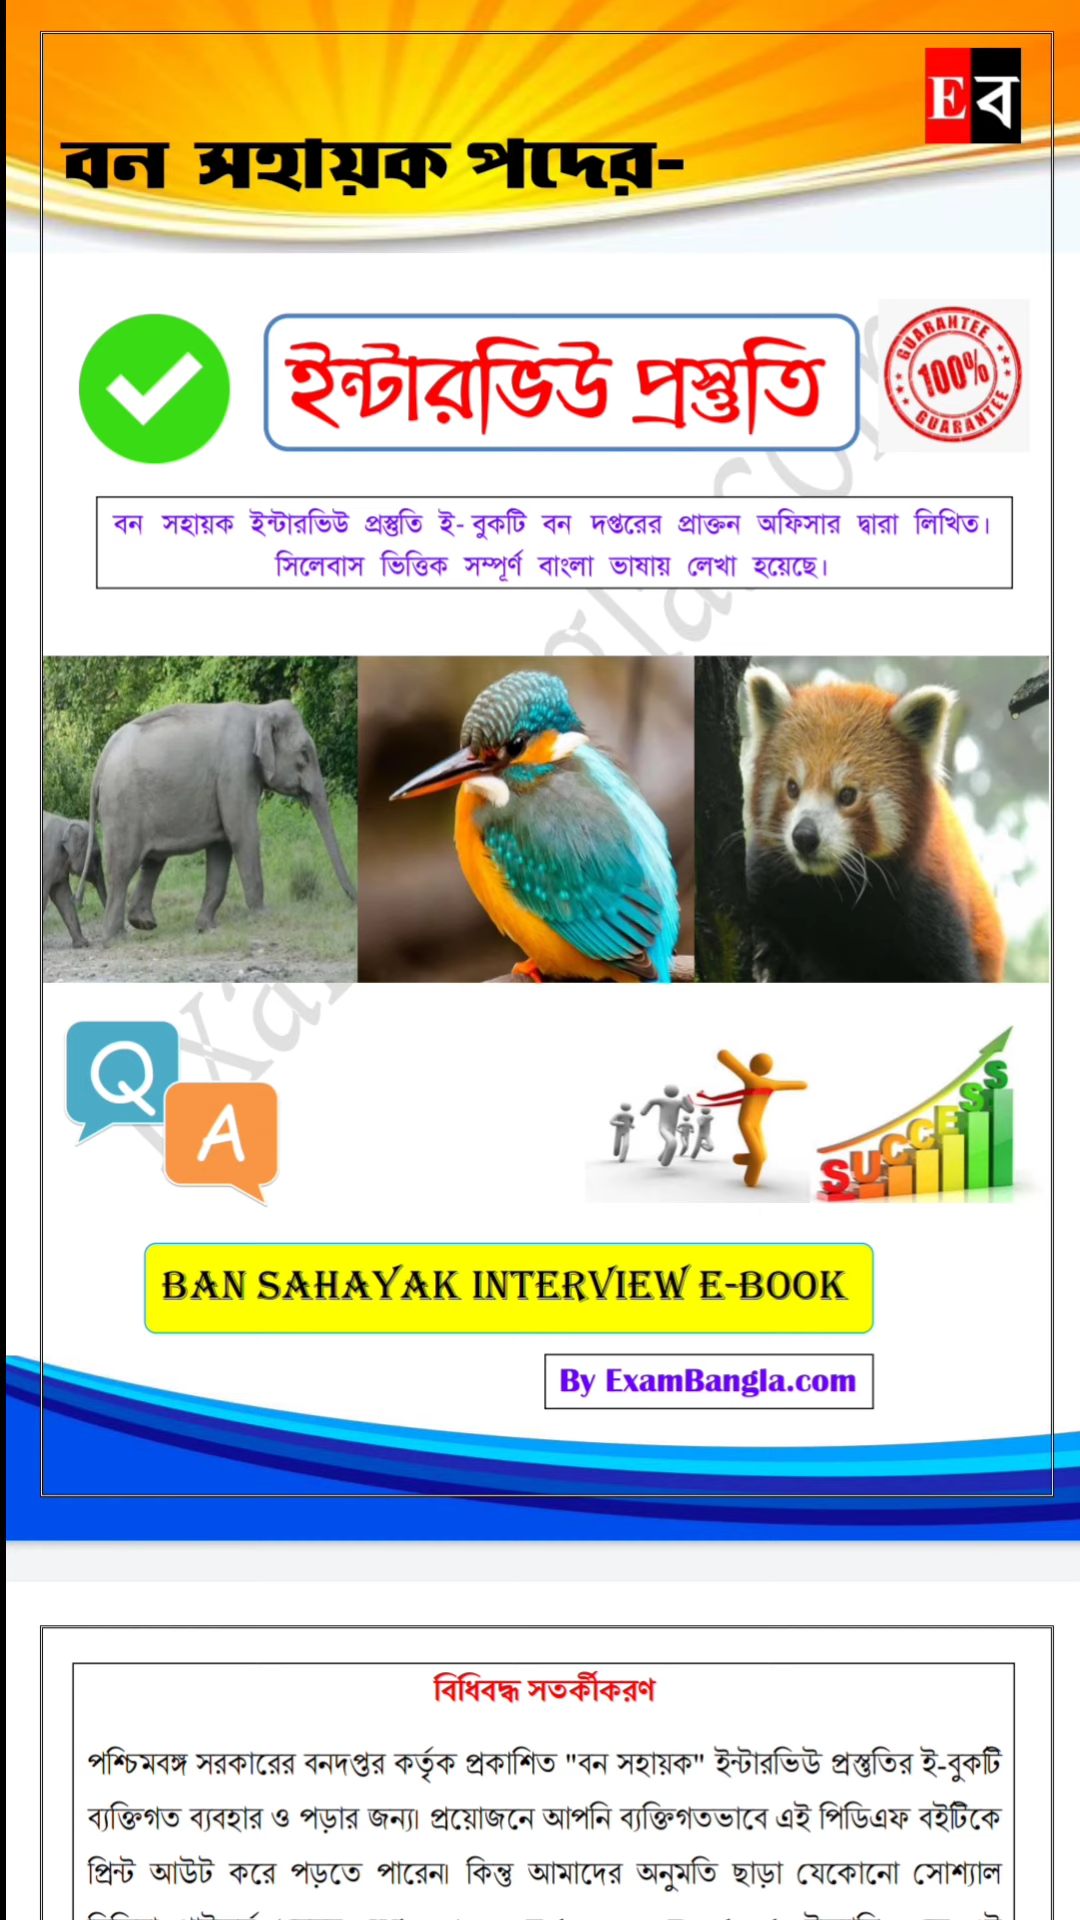 Eব
বন সহায়ক পদের-
ইন্টারভিউ প্রস্তুতি
GUARANTEE
100%
GUARANTEE
বন সহায়ক ইন্টারভিউ প্রস্তুতি ই- বুকটি বন দপ্তরের প্রাক্তন অফিসার দ্বারা লিখিত।
সিলেবাস ভিত্তিক সম্পূর্ণ বাংলা ভাষায় লেখা হয়েছে।
Q
A
SUCCESS
BAN SAHAYAK INTERVIEW E-BOOK
By ExamBangla.com
বিধিবদ্ধ সতর্কীকরণ
পশ্চিমবঙ্গ সরকারের বনদপ্তর কর্তৃক প্রকাশিত "বন সহায়ক" ইন্টারভিউ প্রস্তুতির ই-বুকটি
ব্যক্তিগত ব্যবহার ও পড়ার জন্য। প্রয়োজনে আপনি ব্যক্তিগতভাবে এই পিডিএফ বইটিকে
প্রিন্ট আউট করে পড়তে পারেন। কিন্তু আমাদের অনুমতি ছাড়া যেকোনো সোশ্যাল